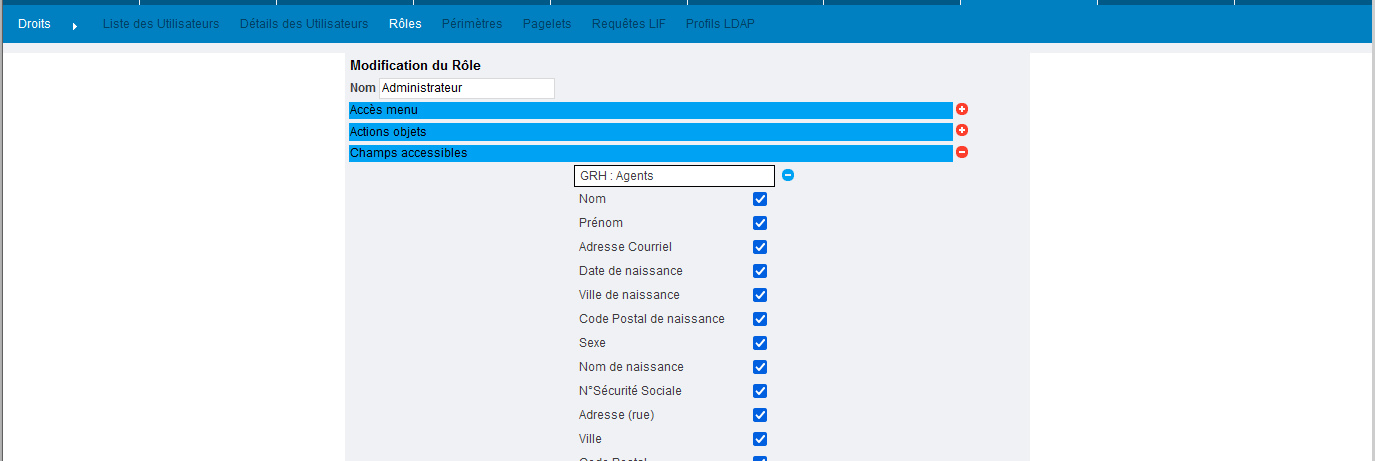 Droits Liste des Utilisateurs Détails des Utilisateurs Rôles Périmètres Pagelets Requêtes LIF Profils LDAP
Modification du Rôle
Nom Administrateur
Accès menu
Actions objets
Champs accessibles
GRH : Agents
Nom
Prénom
Adresse Courriel
Date de naissance
Ville de naissance
Code Postal de naissance
Sexe
Nom de naissance
N°Sécurité Sociale
Adresse (rue)
Ville
Code Postal